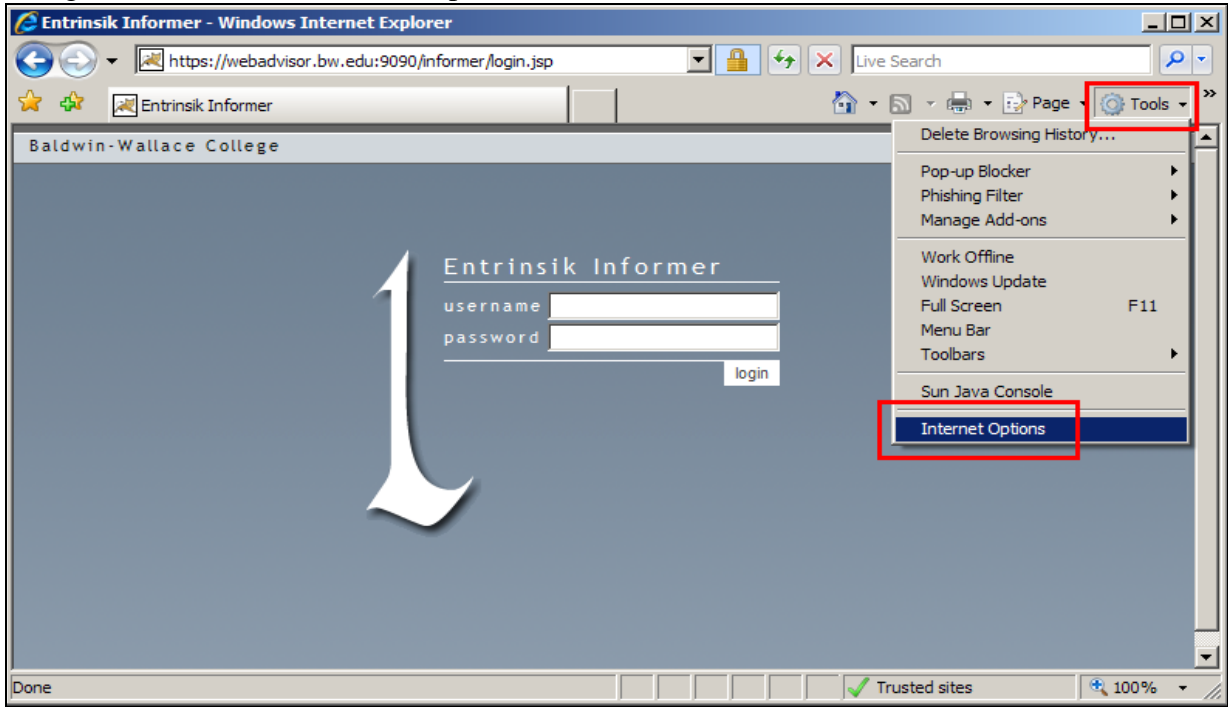 Entrinsik Informer - Windows Internet Explorer
https://webadvisor.bw.edu:9090/informer/login.jsp
Live Search
Entrinsik Informer
Page
Tools
»
Baldwin-Wallace College
Delete Browsing History...
Pop-up Blocker
Phishing Filter
Manage Add-ons
Work Offline
Windows Update
Full Screen F11
Menu Bar
Toolbars
Sun Java Console
Internet Options
Entrinsik Informer
username
password
login
Done
Trusted sites
100%